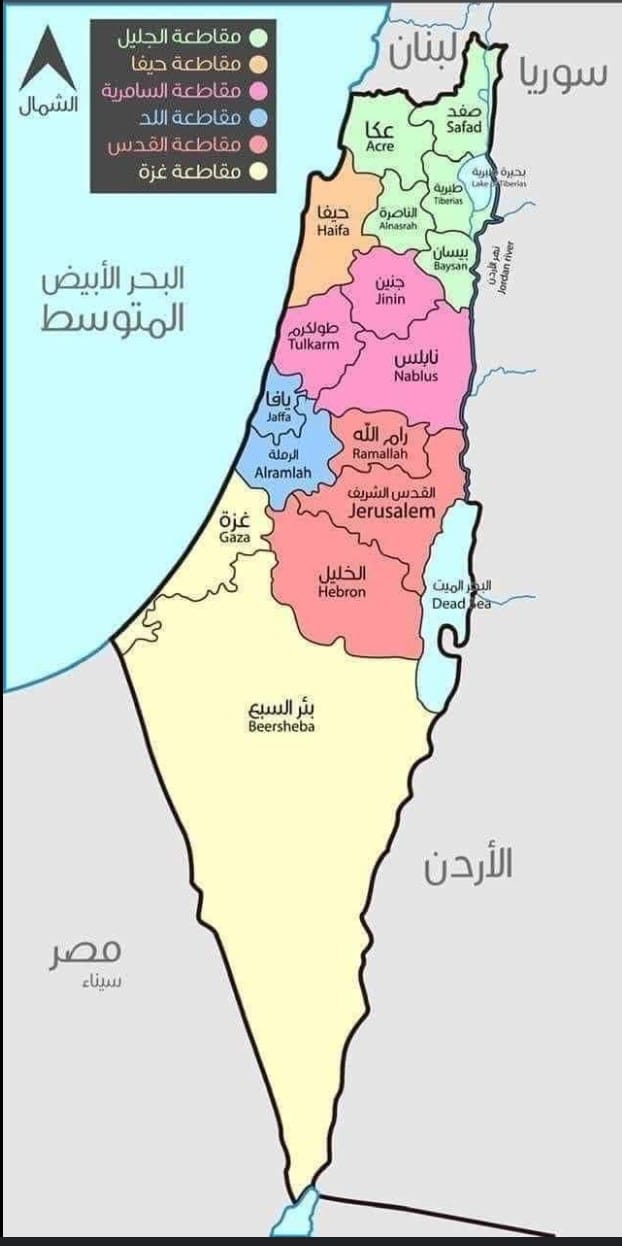 مقاطعة الجليل
مقاطعة حيفا
مقاطعة السامرية
مقاطعة اللد
مقاطعة القدس
مقاطعة غزة
الشمال
لبنان
سوريا
صفد
Safad
عكا
Acre
بحيرة طبرية
Lake of Tiberias
طبرية
Tiberias
حيفا
Haifa
الناصرة
Alnasrah
بيسان
Baysan
نهر الأردن
Jordan river
البحر الأبيض
المتوسط
جنين
Jinin
طولكرم
Tulkarm
نابلس
Nablus
يافا
Jaffa
رام الله
Ramallah
الرملة
Alramlah
القدس الشريف
Jerusalem
غزة
Gaza
الخليل
Hebron
البحر الميت
Dead Sea
بئر السبع
Beersheba
الأردن
مصر
سيناء